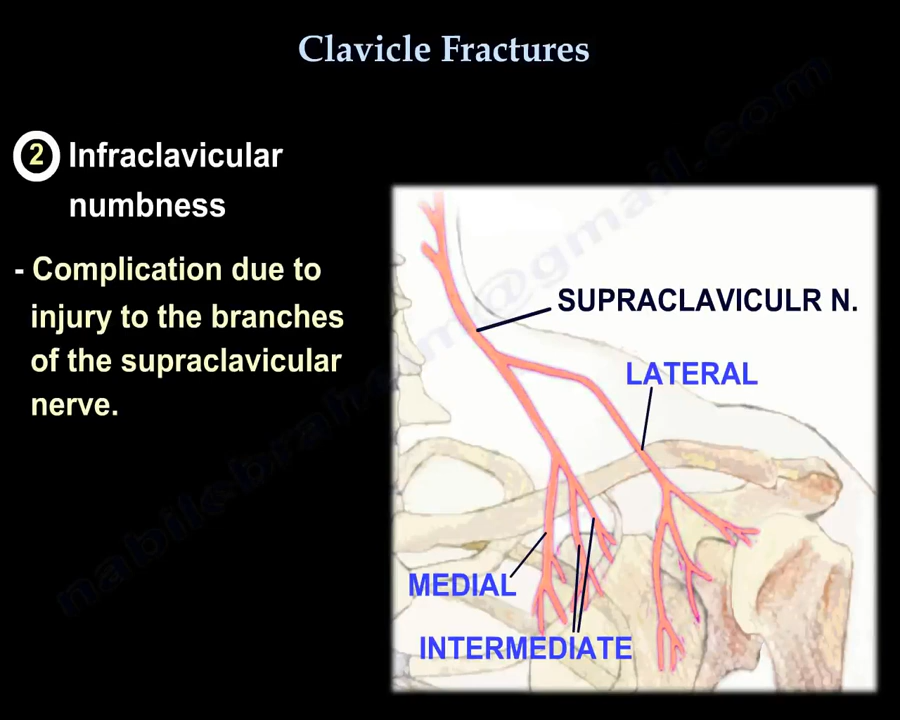 Clavicle Fractures
2 Infraclavicular
numbness
- Complication due to
injury to the branches
of the supraclavicular
nerve.
SUPRACLAVICULR N.
LATERAL
MEDIAL
INTERMEDIATE